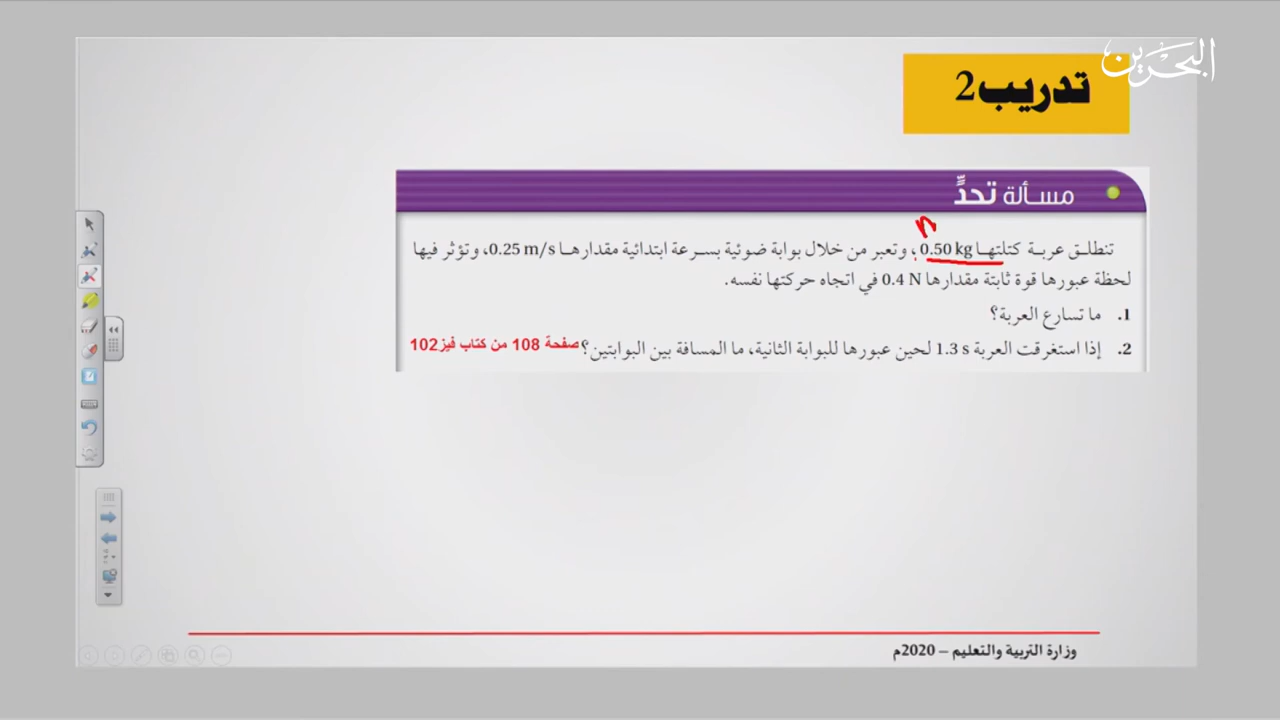 البحرين
تدريب2
مسألة تحدٍّ
m
تنطلق عربة كتلتها 0.50 kg، وتعبر من خلال بوابة ضوئية بسرعة ابتدائية مقدارها 0.25 m/s، وتؤثر فيها
لحظة عبورها قوة ثابتة مقدارها 0.4 N في اتجاه حركتها نفسه.
1. ما تسارع العربة؟
2. إذا استغرقت العربة 1.3 s لحين عبورها للبوابة الثانية، ما المسافة بين البوابتين؟ صفحة 108 من كتاب فيز102
وزارة التربية والتعليم – 2020م